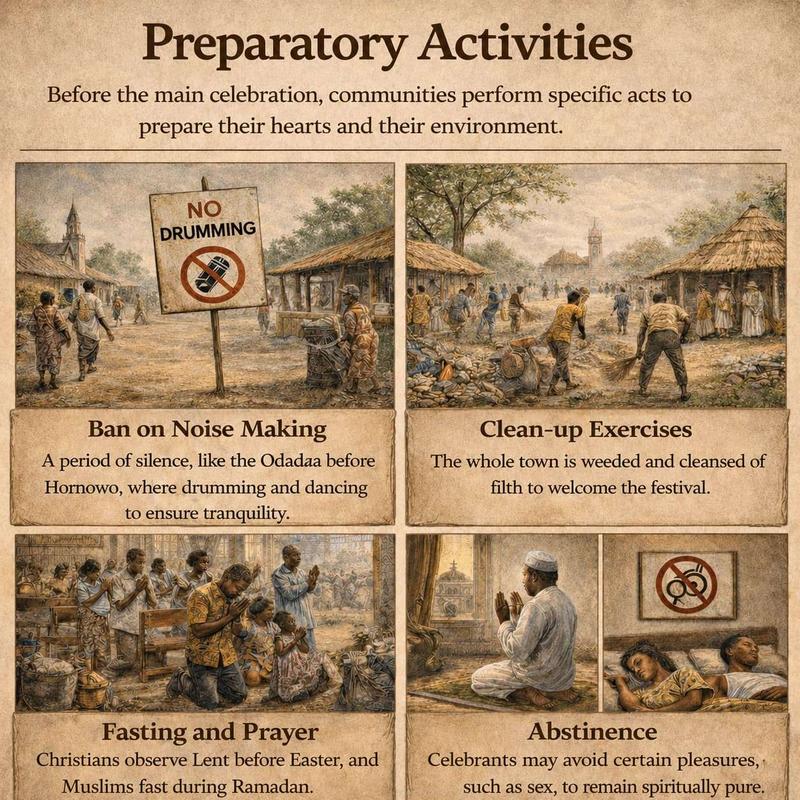 Preparatory Activities
Before the main celebration, communities perform specific acts to
prepare their hearts and their environment.
NO
DRUMMING
Ban on Noise Making
A period of silence, like the Odadaa before
Hornowo, where drumming and dancing
to ensure tranquility.
Clean-up Exercises
The whole town is weeded and cleansed of
filth to welcome the festival.
Fasting and Prayer
Christians observe Lent before Easter, and
Muslims fast during Ramadan.
Abstinence
Celebrants may avoid certain pleasures,
such as sex, to remain spiritually pure.